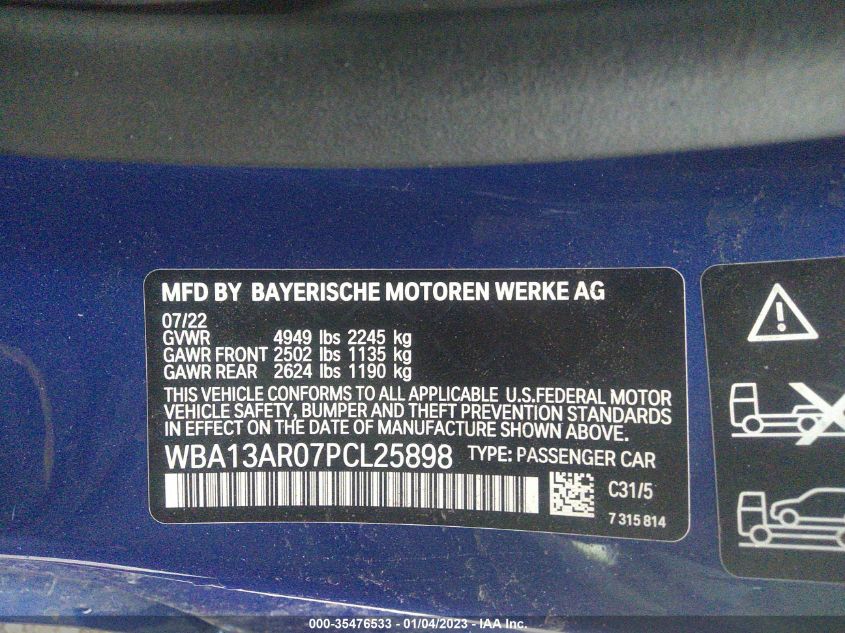 MFD BY BAYERISCHE MOTOREN WERKE AG
07/22
GVWR 4949 lbs 2245 kg
GAWR FRONT 2502 lbs 1135 kg
GAWR REAR 2624 lbs 1190 kg
THIS VEHICLE CONFORMS TO ALL APPLICABLE U.S.FEDERAL MOTOR
VEHICLE SAFETY, BUMPER AND THEFT PREVENTION STANDARDS
IN EFFECT ON THE DATE OF MANUFACTURE SHOWN ABOVE.
WBA13AR07PCL25898 TYPE: PASSENGER CAR
C31/5
7 315 814
000-35476533 - 01/04/2023 - IAA Inc.